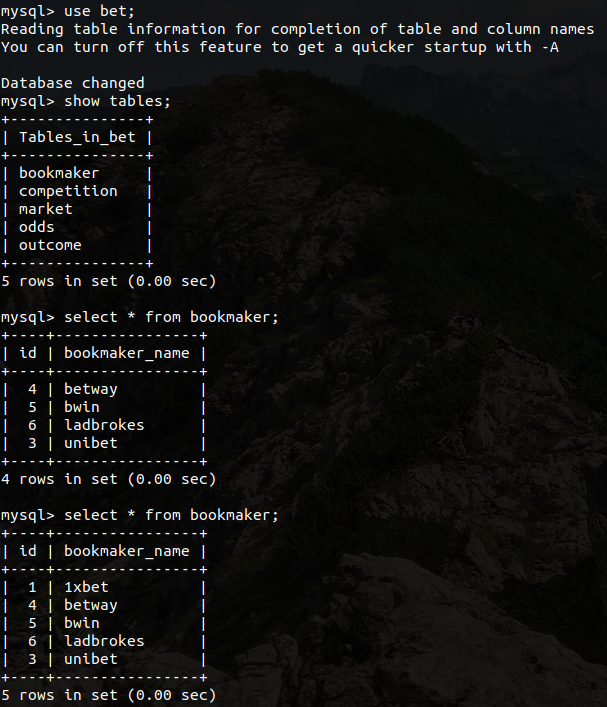 mysql> use bet;
Reading table information for completion of table and column names
You can turn off this feature to get a quicker startup with -A

Database changed
mysql> show tables;
+---------------+
| Tables_in_bet |
+---------------+
| bookmaker     |
| competition   |
| market        |
| odds          |
| outcome       |
+---------------+
5 rows in set (0.00 sec)

mysql> select * from bookmaker;
+----+----------------+
| id | bookmaker_name |
+----+----------------+
|  4 | betway         |
|  5 | bwin           |
|  6 | ladbrokes      |
|  3 | unibet         |
+----+----------------+
4 rows in set (0.00 sec)

mysql> select * from bookmaker;
+----+----------------+
| id | bookmaker_name |
+----+----------------+
|  1 | 1xbet          |
|  4 | betway         |
|  5 | bwin           |
|  6 | ladbrokes      |
|  3 | unibet         |
+----+----------------+
5 rows in set (0.00 sec)